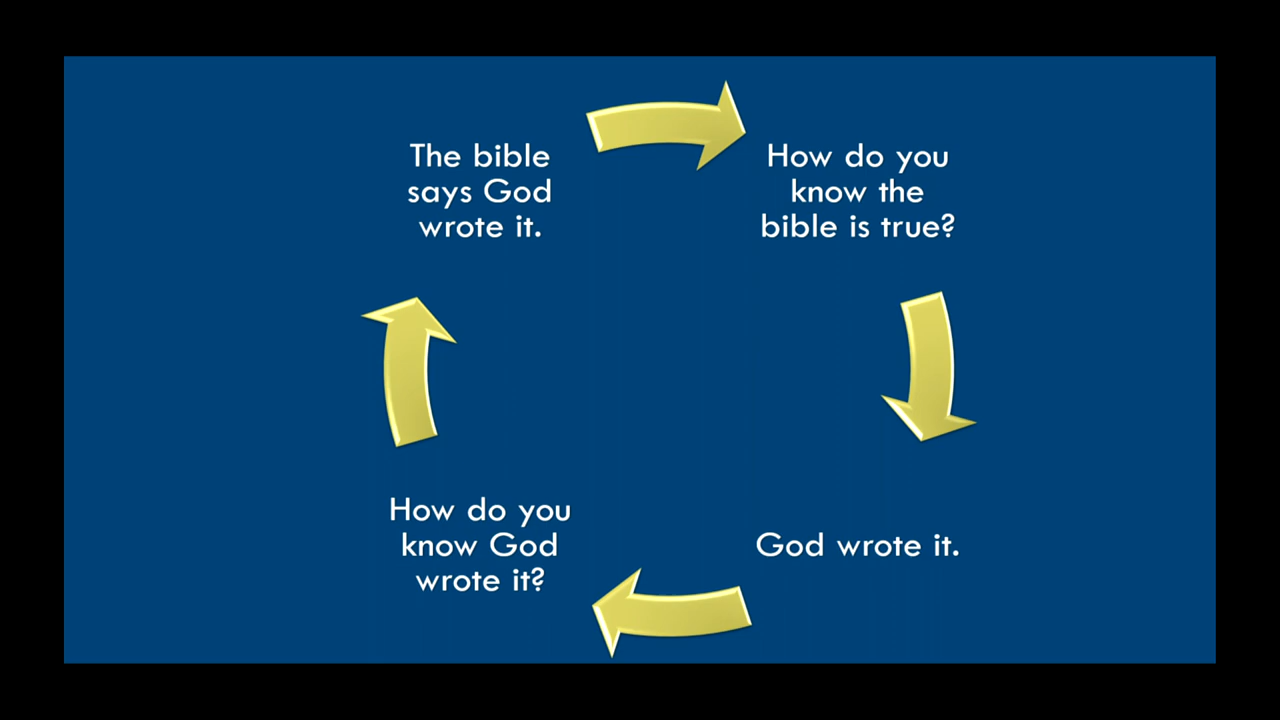 The bible
says God
wrote it.
How do you
know the
bible is true?
God wrote it.
How do you
know God
wrote it?